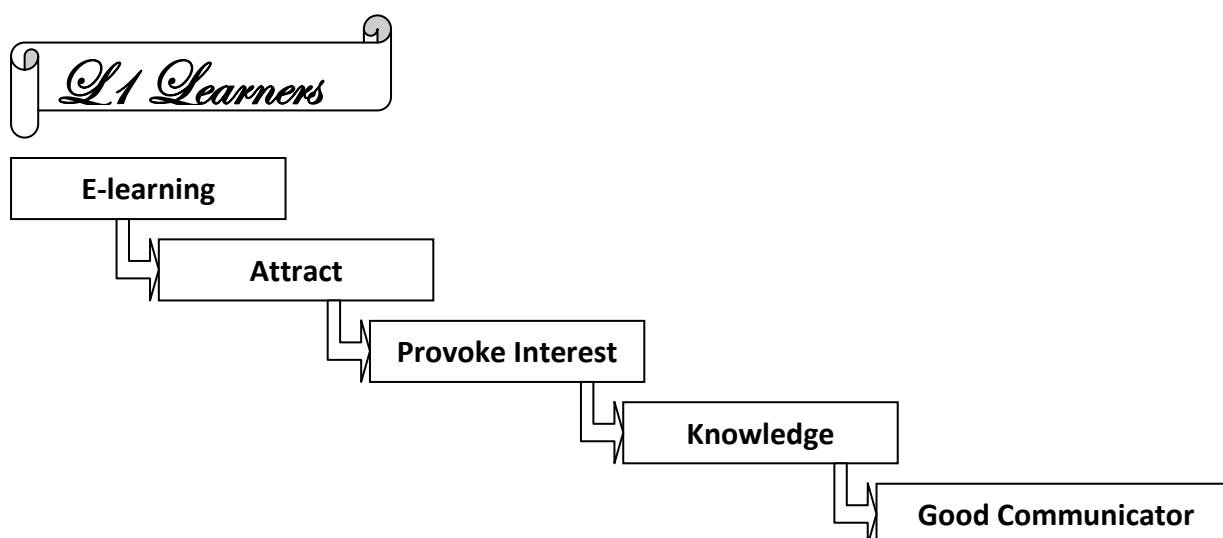 L1 Learners
E-learning
Attract
Provoke Interest
Knowledge
Good Communicator